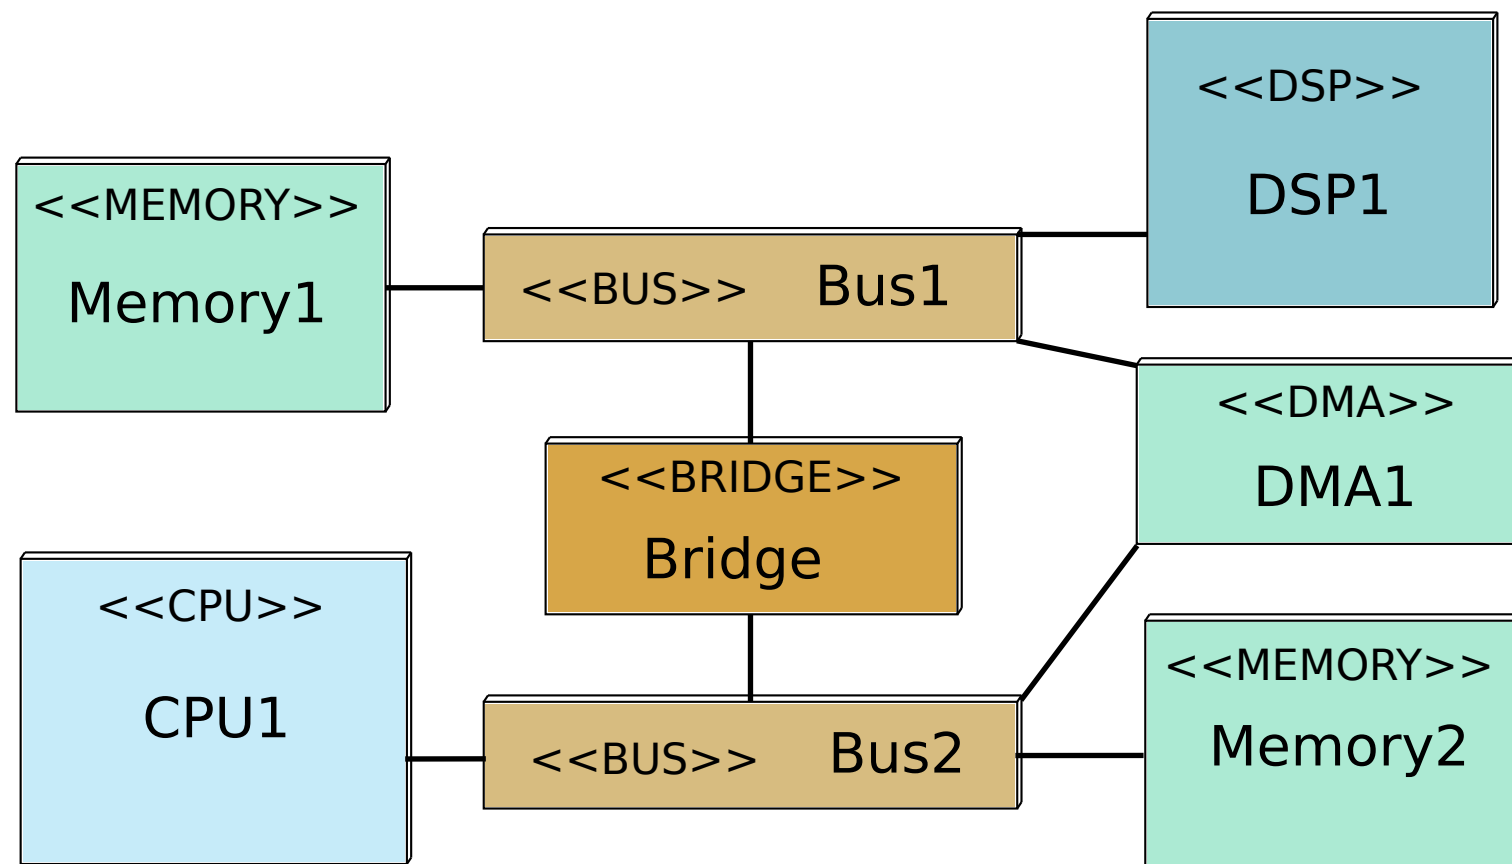 <<DSP>>
DSP1
<<MEMORY>>
Memory1
<<BUS>> Bus1
<<DMA>>
DMA1
<<BRIDGE>>
Bridge
<<CPU>>
CPU1
<<BUS>> Bus2
<<MEMORY>>
Memory2